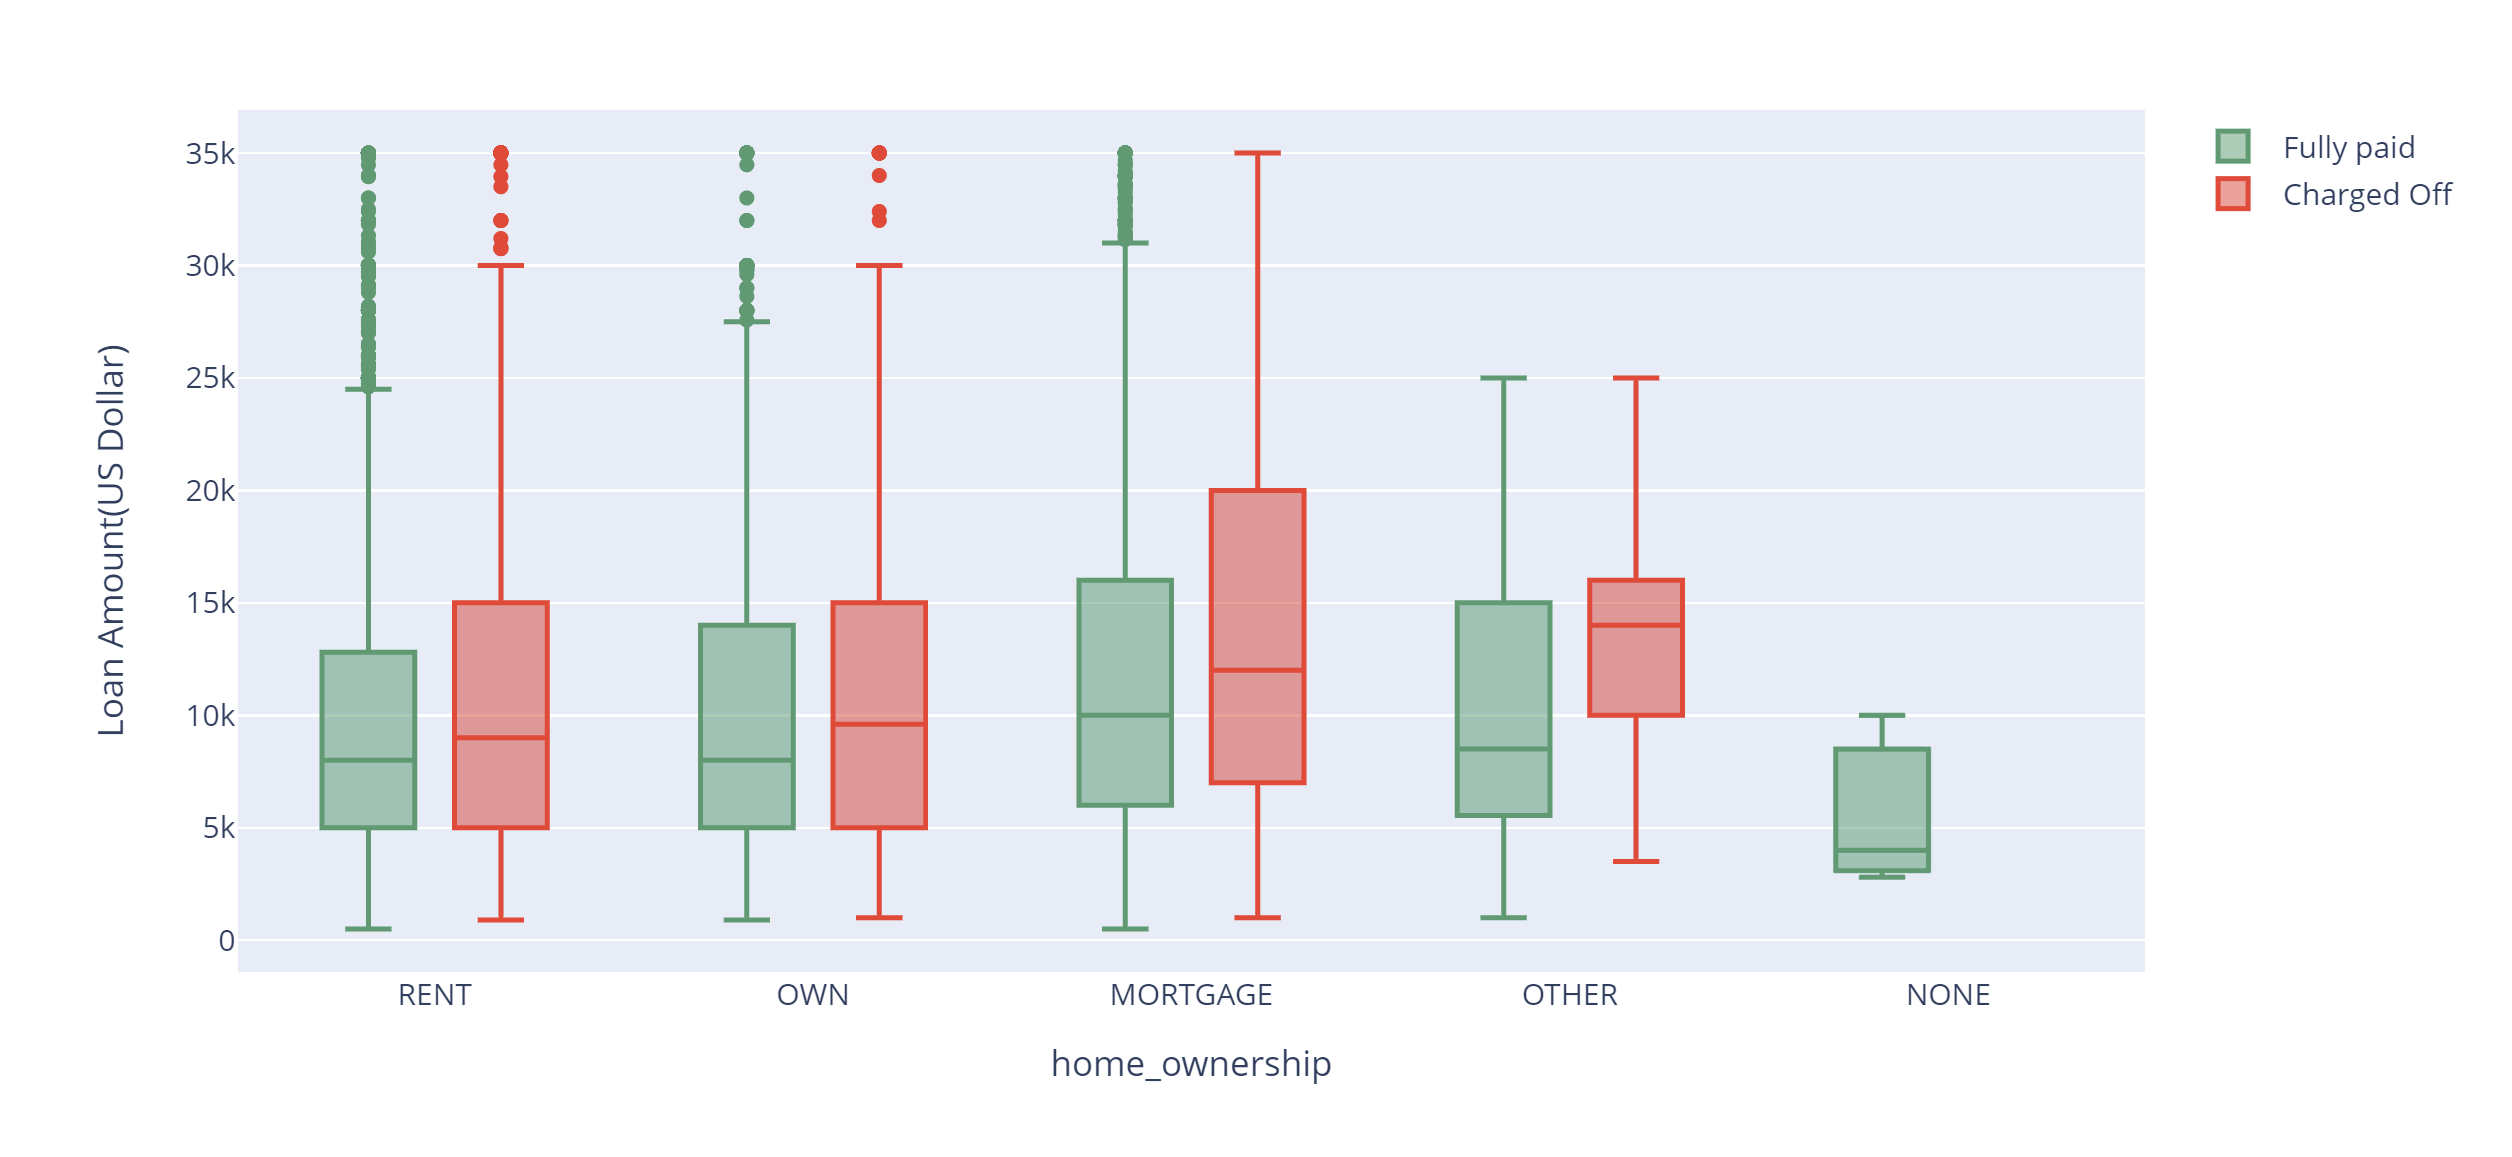 Fully paid
Charged Off
Loan Amount(US Dollar)
35k
30k
25k
20k
15k
10k
5k
0
RENT OWN MORTGAGE OTHER NONE
home_ownership